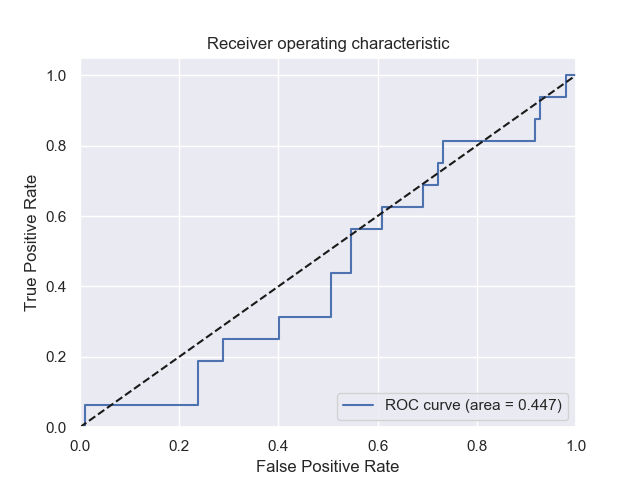 Receiver operating characteristic
1.0
0.8
0.6
0.4
0.2
0.0
True Positive Rate
ROC curve (area = 0.447)
0.0 0.2 0.4 0.6 0.8 1.0
False Positive Rate